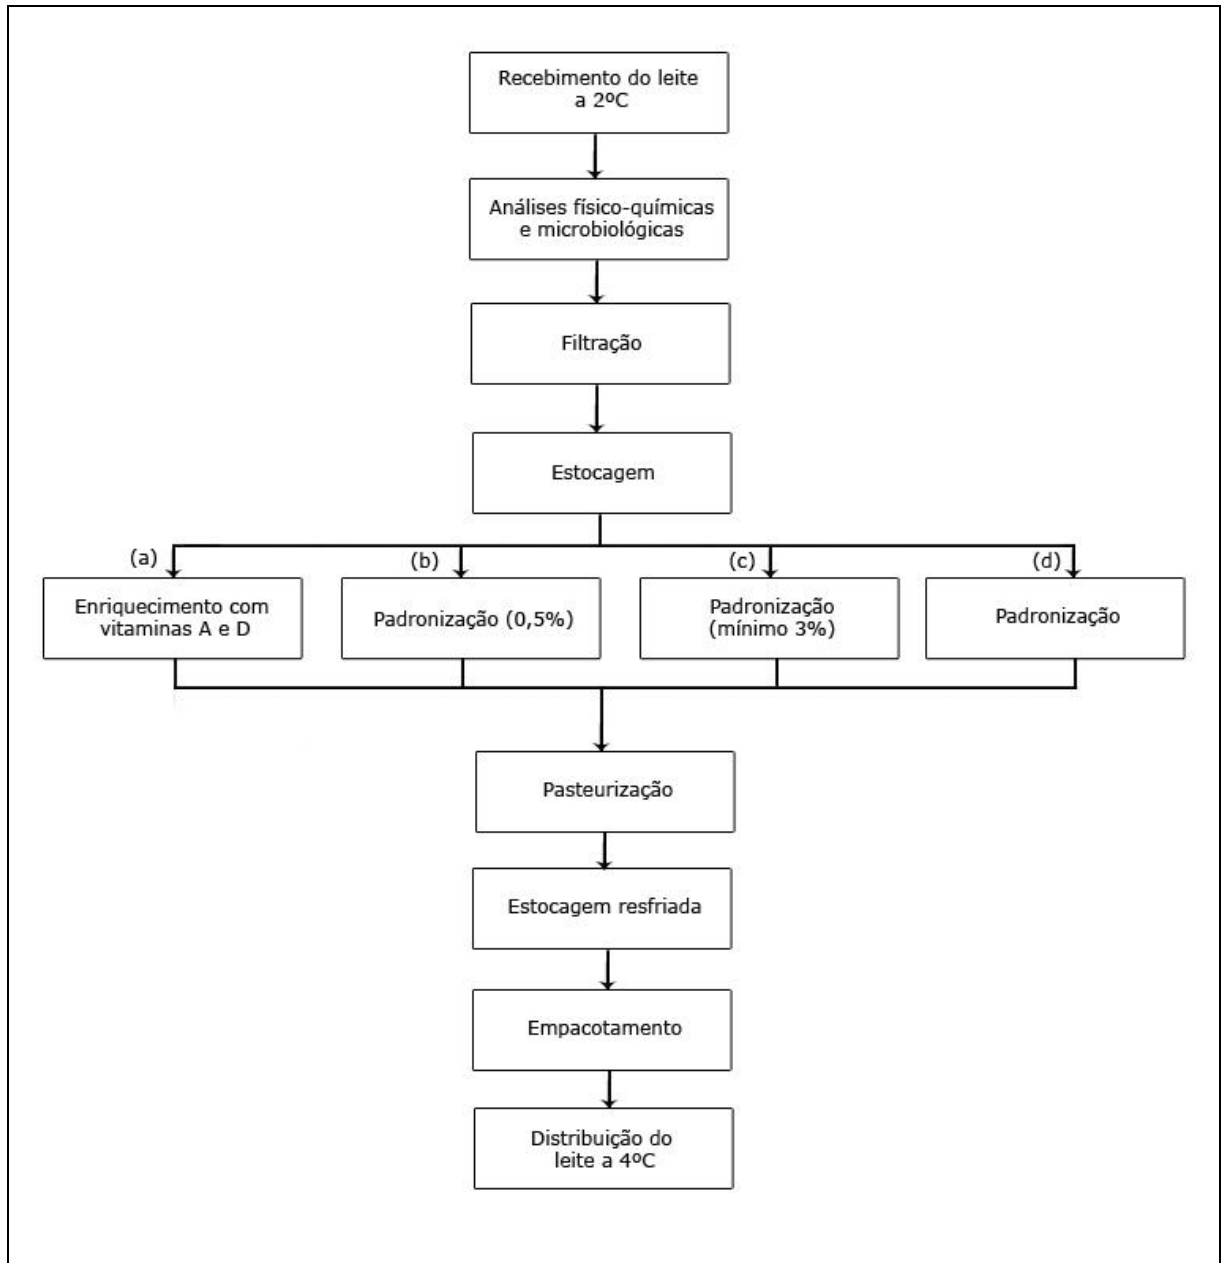 Recebimento do leite
a 2ºC
Análises físico-químicas
e microbiológicas
Filtração
Estocagem
(a)
(b)
(c)
(d)
Enriquecimento com
vitaminas A e D
Padronização (0,5%)
Padronização
(mínimo 3%)
Padronização
Pasteurização
Estocagem resfriada
Empacotamento
Distribuição do
leite a 4ºC